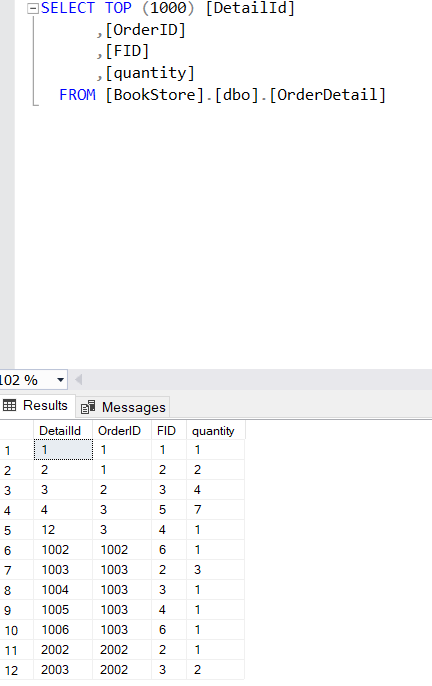 SELECT TOP (1000) [DetailId]
,[OrderID]
,[FID]
,[quantity]
FROM [BookStore].[dbo].[OrderDetail]
102 %
Results Messages
DetailId OrderID FID quantity
1 1 1 1 1
2 2 1 2 2
3 3 2 3 4
4 4 3 5 7
5 12 3 4 1
6 1002 1002 6 1
7 1003 1003 2 3
8 1004 1003 3 1
9 1005 1003 4 1
10 1006 1003 6 1
11 2002 2002 2 1
12 2003 2002 3 2